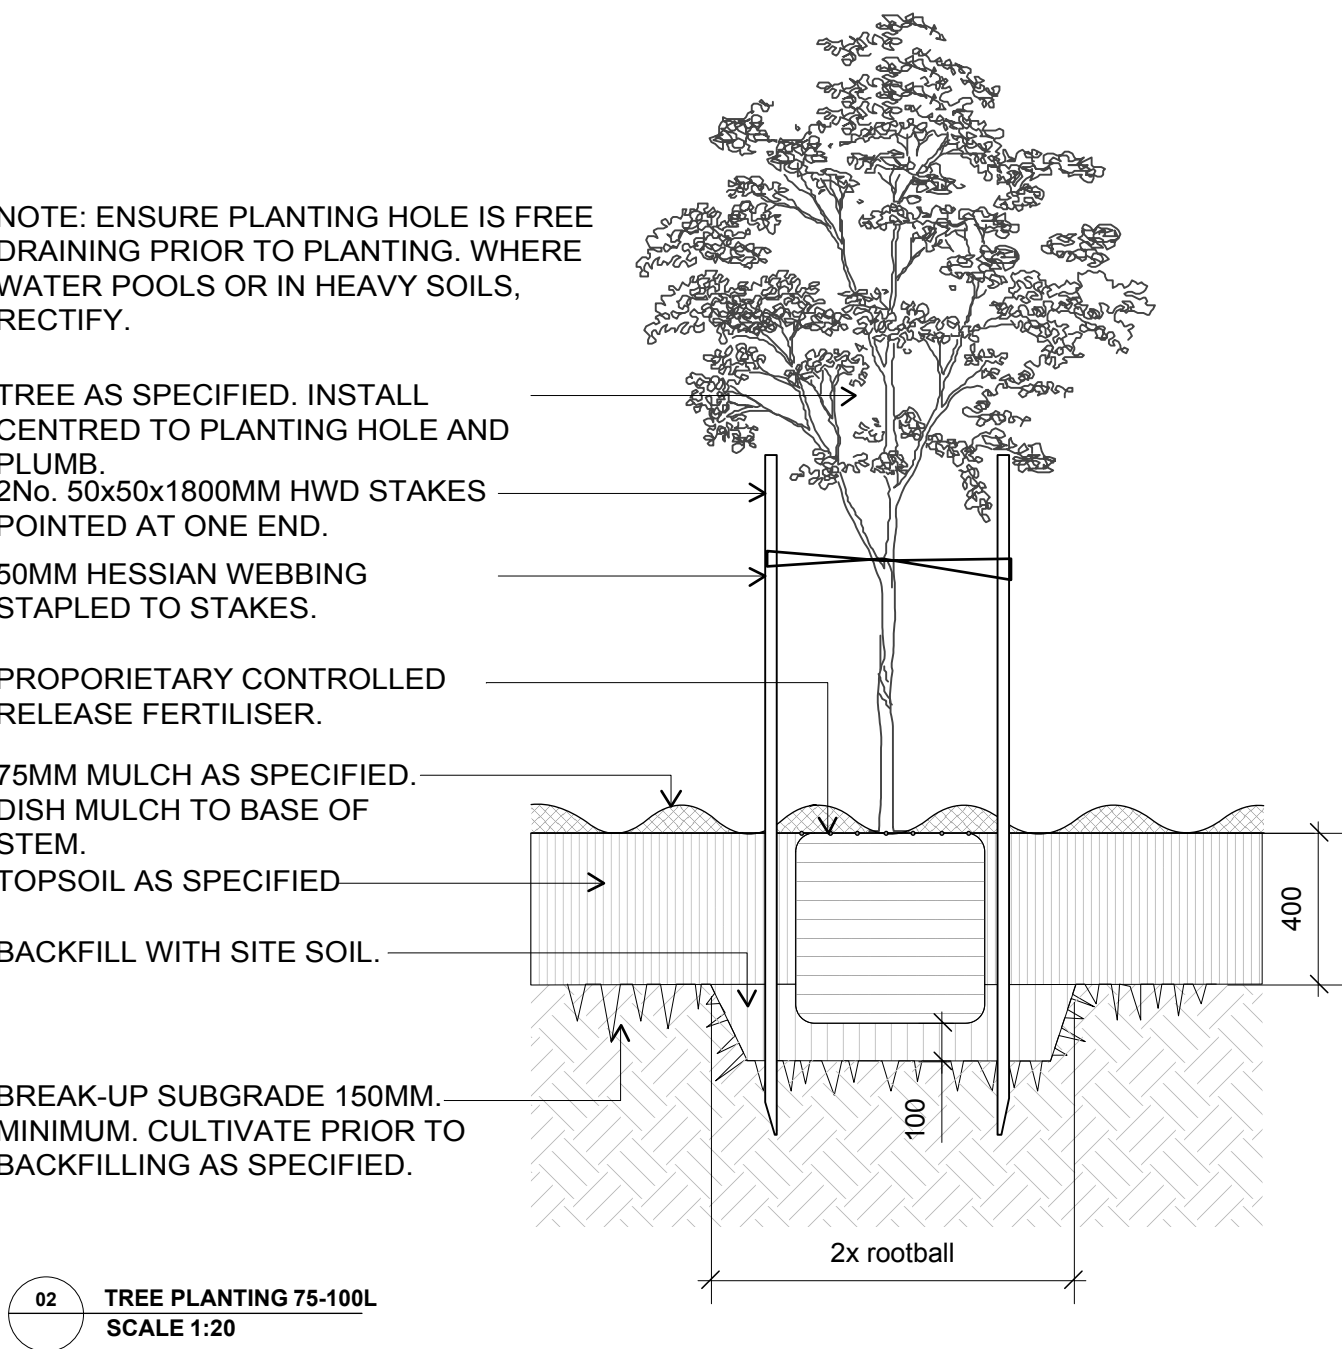 NOTE: ENSURE PLANTING HOLE IS FREE
DRAINING PRIOR TO PLANTING. WHERE
WATER POOLS OR IN HEAVY SOILS,
RECTIFY.
TREE AS SPECIFIED. INSTALL
CENTRED TO PLANTING HOLE AND
PLUMB.
2No. 50x50x1800MM HWD STAKES
POINTED AT ONE END.
50MM HESSIAN WEBBING
STAPLED TO STAKES.
PROPORIETARY CONTROLLED
RELEASE FERTILISER.
75MM MULCH AS SPECIFIED.
DISH MULCH TO BASE OF
STEM.
TOPSOIL AS SPECIFIED
BACKFILL WITH SITE SOIL.
BREAK-UP SUBGRADE 150MM.
MINIMUM. CULTIVATE PRIOR TO
BACKFILLING AS SPECIFIED.
400
100
2x rootball
02
TREE PLANTING 75-100L
SCALE 1:20